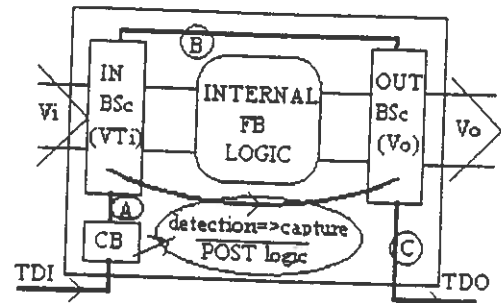 B
IN
BSc
(VTi)
INTERNAL
FB
LOGIC
OUT
BSc
(Vo)
Vi
Vo
A
CB
detection=>capture
POST logic
C
TDI
TDO